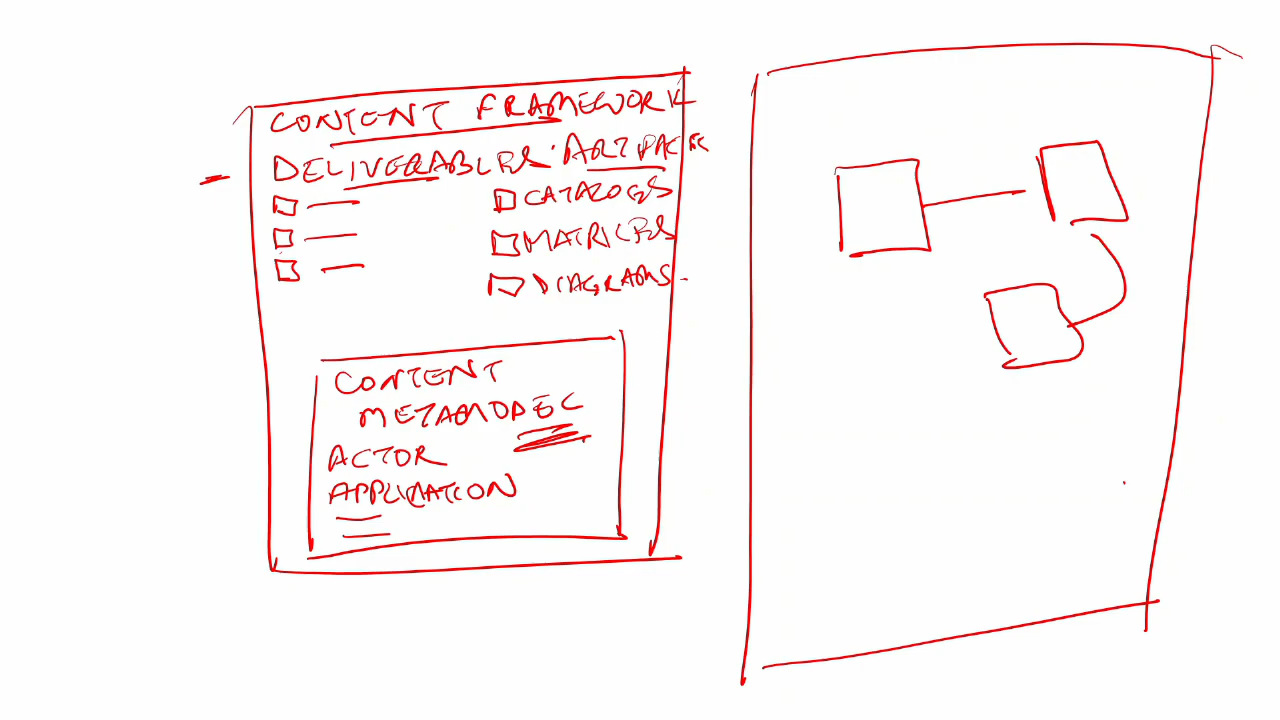 CONTENT FRAMEWORK
DELIVERABLES · ARTIFACTS
CATALOGS
MATRICES
DIAGRAMS
CONTENT
METAMODEL
ACTOR
APPLICATION